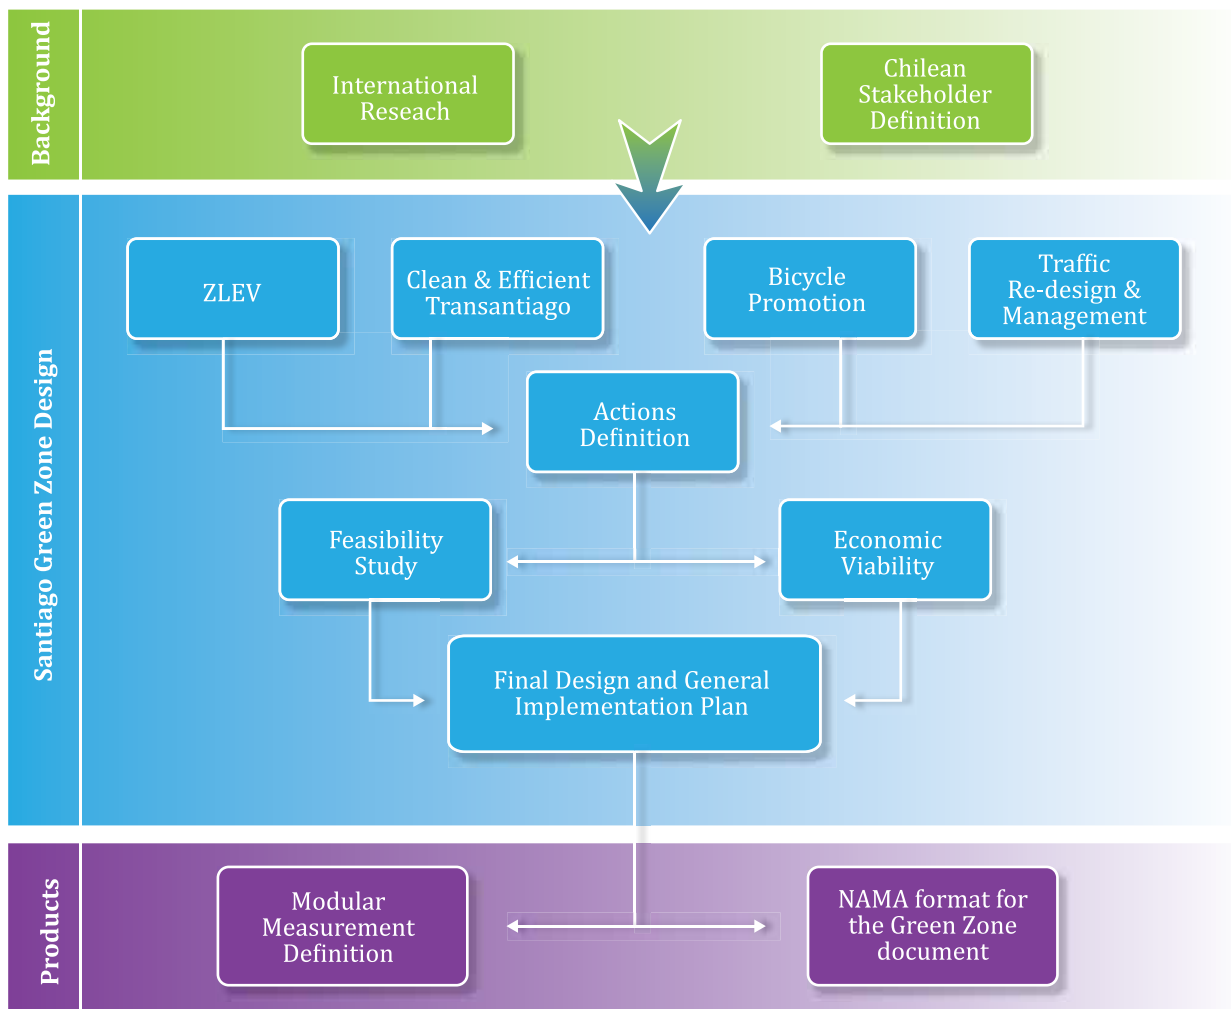 Background
International
Reseach
Chilean
Stakeholder
Definition
Santiago Green Zone Design
ZLEV
Clean & Efficient
Transantiago
Bicycle
Promotion
Traffic
Re-design &
Management
Actions
Definition
Feasibility
Study
Economic
Viability
Final Design and General
Implementation Plan
Products
Modular
Measurement
Definition
NAMA format for
the Green Zone
document